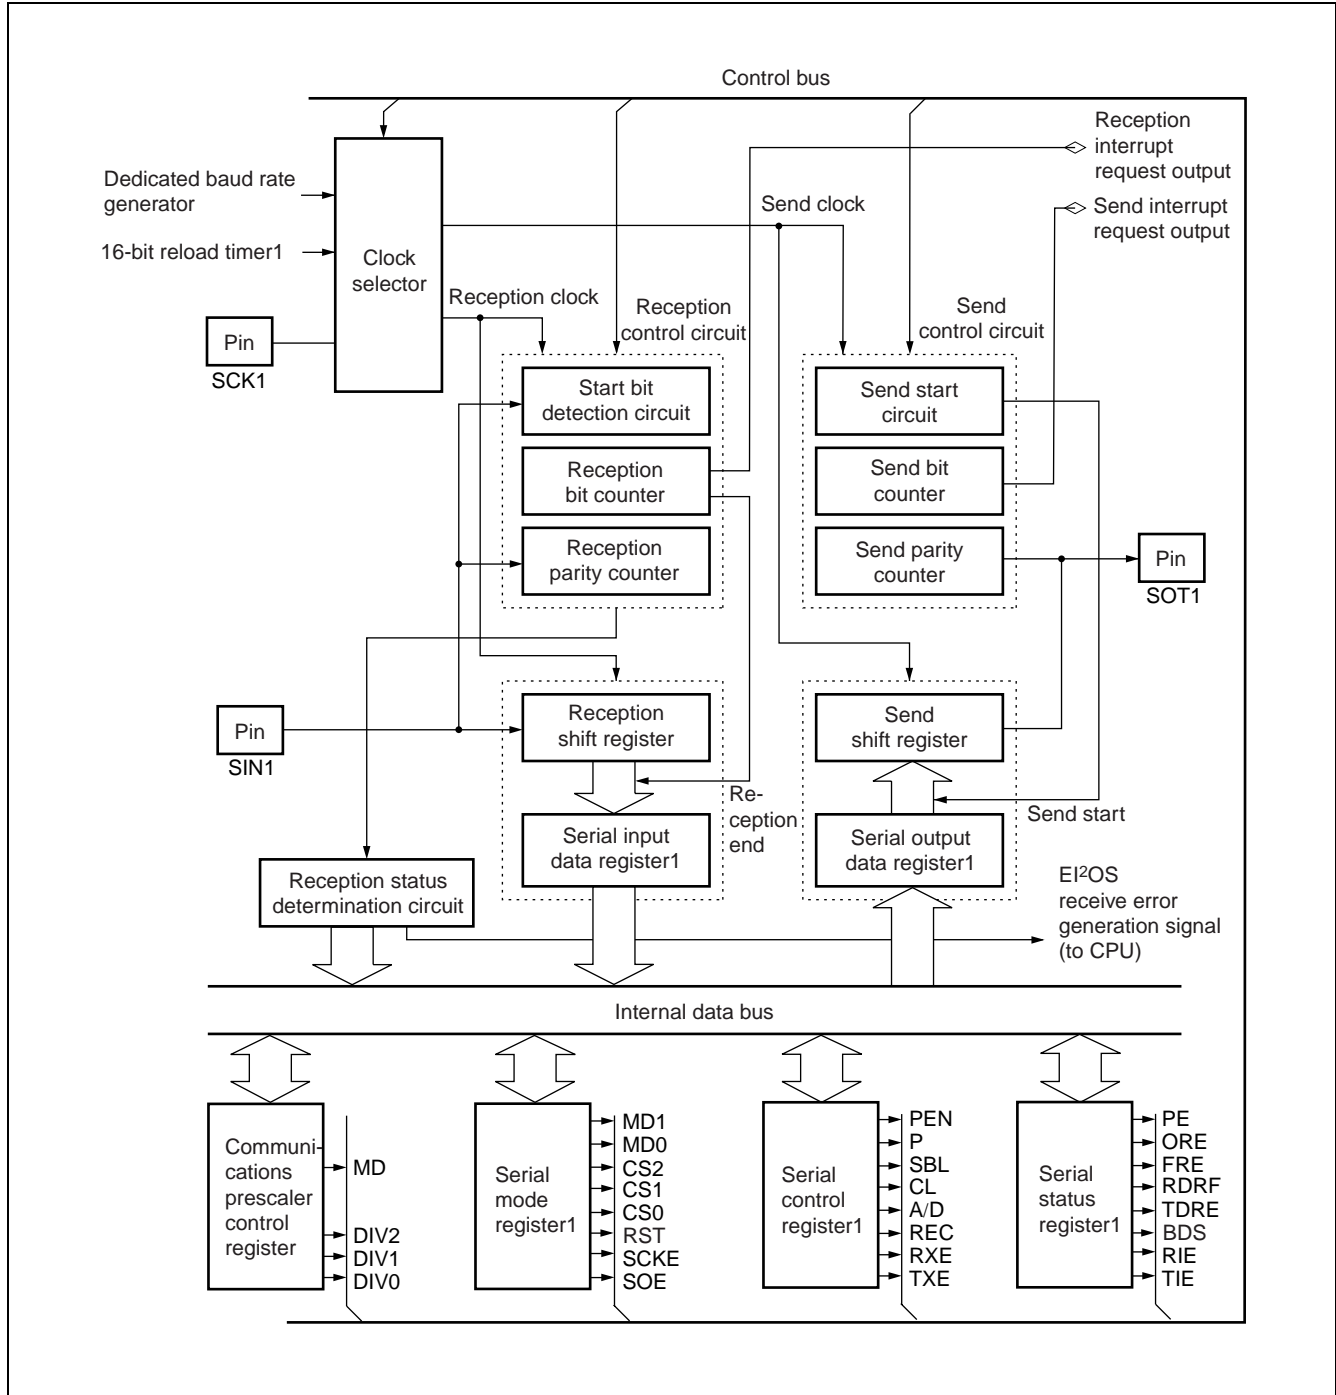 Control bus
Reception
interrupt
request output
Dedicated baud rate
generator
Send clock
Send interrupt
request output
16-bit reload timer1
Clock
selector
Reception clock
Reception
control circuit
Send
control circuit
Pin
SCK1
Start bit
detection circuit
Send start
circuit
Reception
bit counter
Send bit
counter
Reception
parity counter
Send parity
counter
Pin
SOT1
Pin
SIN1
Reception
shift register
Send
shift register
Re-
ception
end
Send start
Serial input
data register1
Serial output
data register1
Reception status
determination circuit
EI²OS
receive error
generation signal
(to CPU)
Internal data bus
Communi-
cations
prescaler
control
register
MD
DIV2
DIV1
DIV0
Serial
mode
register1
MD1
MD0
CS2
CS1
CS0
RST
SCKE
SOE
Serial
control
register1
PEN
P
SBL
CL
A/D
REC
RXE
TXE
Serial
status
register1
PE
ORE
FRE
RDRF
TDRE
BDS
RIE
TIE